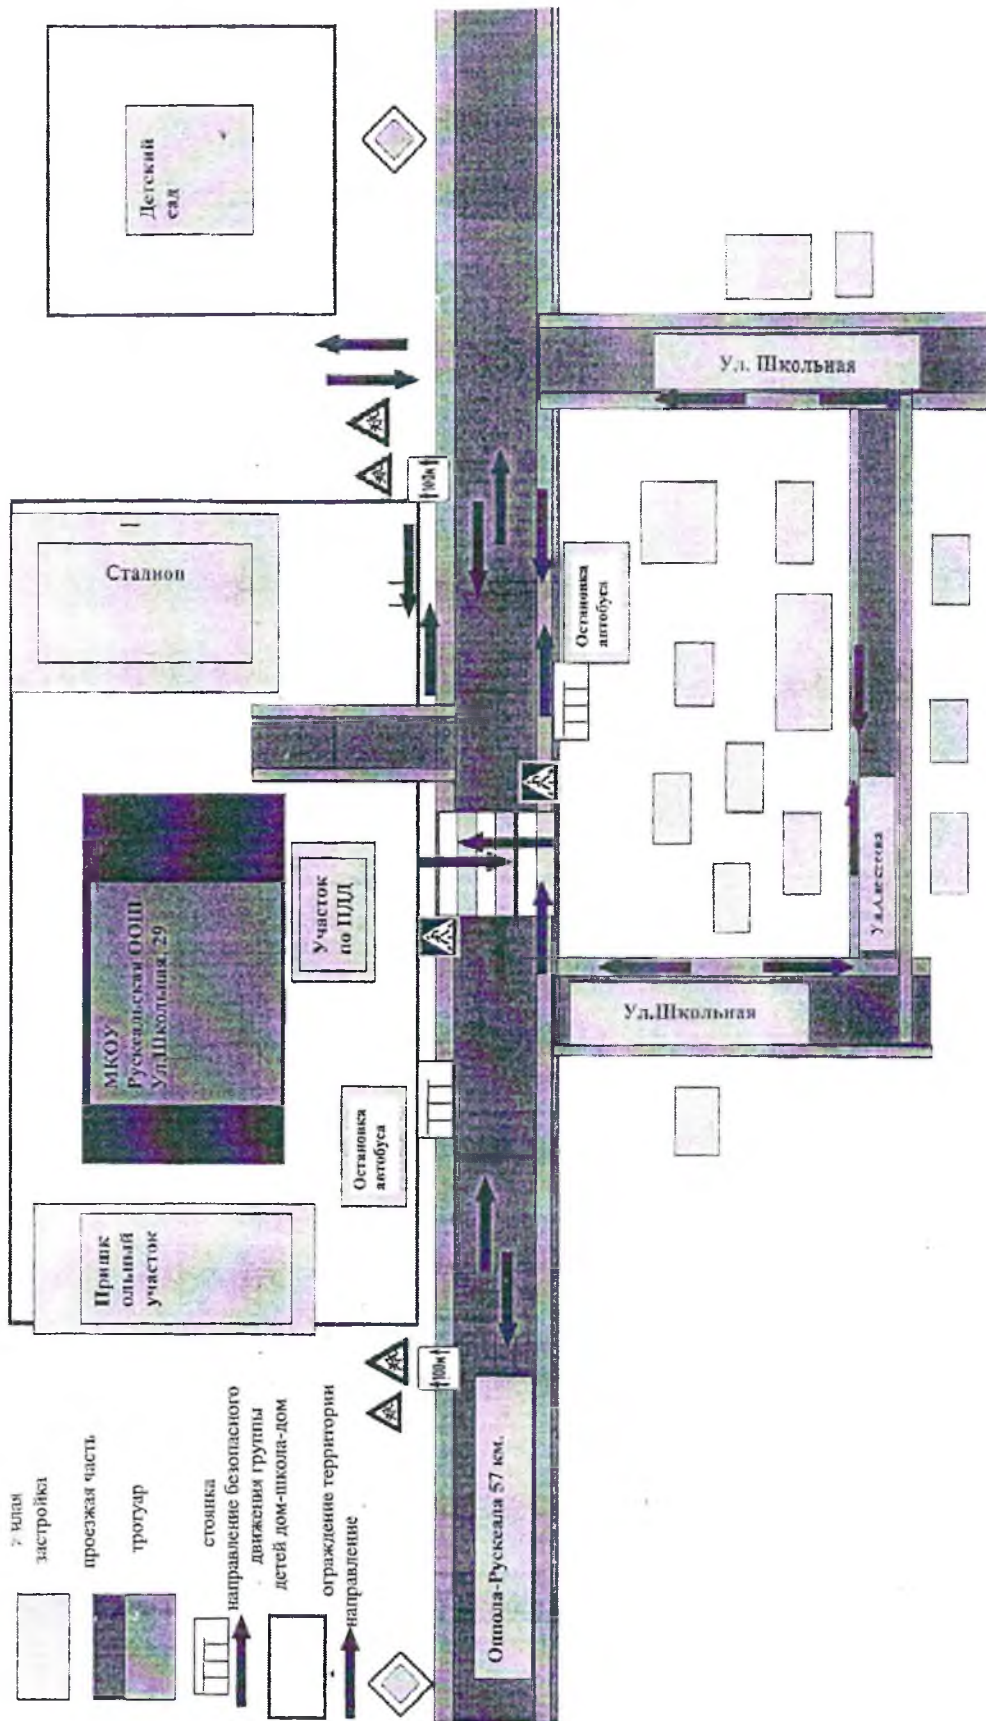 Детский
сад
Стадион
МКОУ
Рускеальская ООШ
Ул.Школьная, 29
Участок
по ПДД
Остановка
автобуса
Пришк
ольный
участок
100м
100м
Остановка
автобуса
Ул. Школьная
Ул.Школьная
Оппола-Рускеала 57 км.
застройка
проезжая часть
тротуар
стоянка
направление безопасного
движения группы
детей дом-школа-дом
ограждение территории
направление